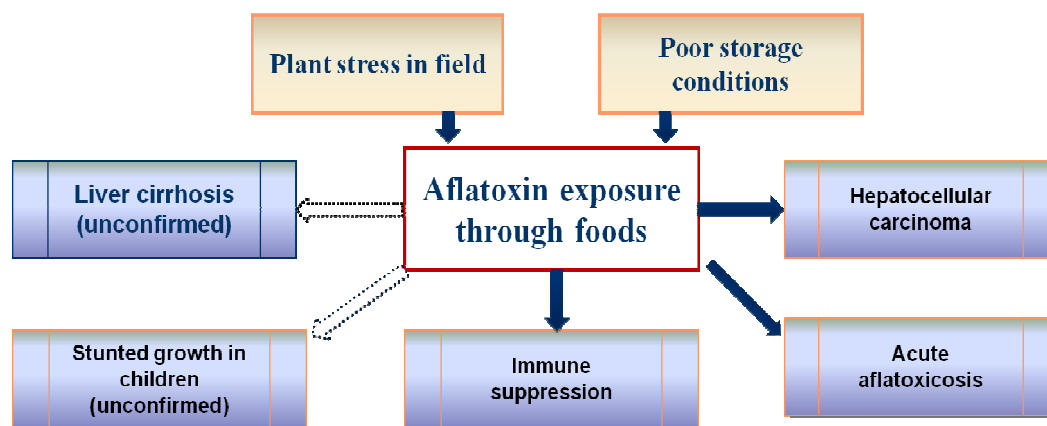 Plant stress in field
Poor storage
conditions
Liver cirrhosis
(unconfirmed)
Aflatoxin exposure
through foods
Hepatocellular
carcinoma
Stunted growth in
children
(unconfirmed)
Immune
suppression
Acute
aflatoxicosis